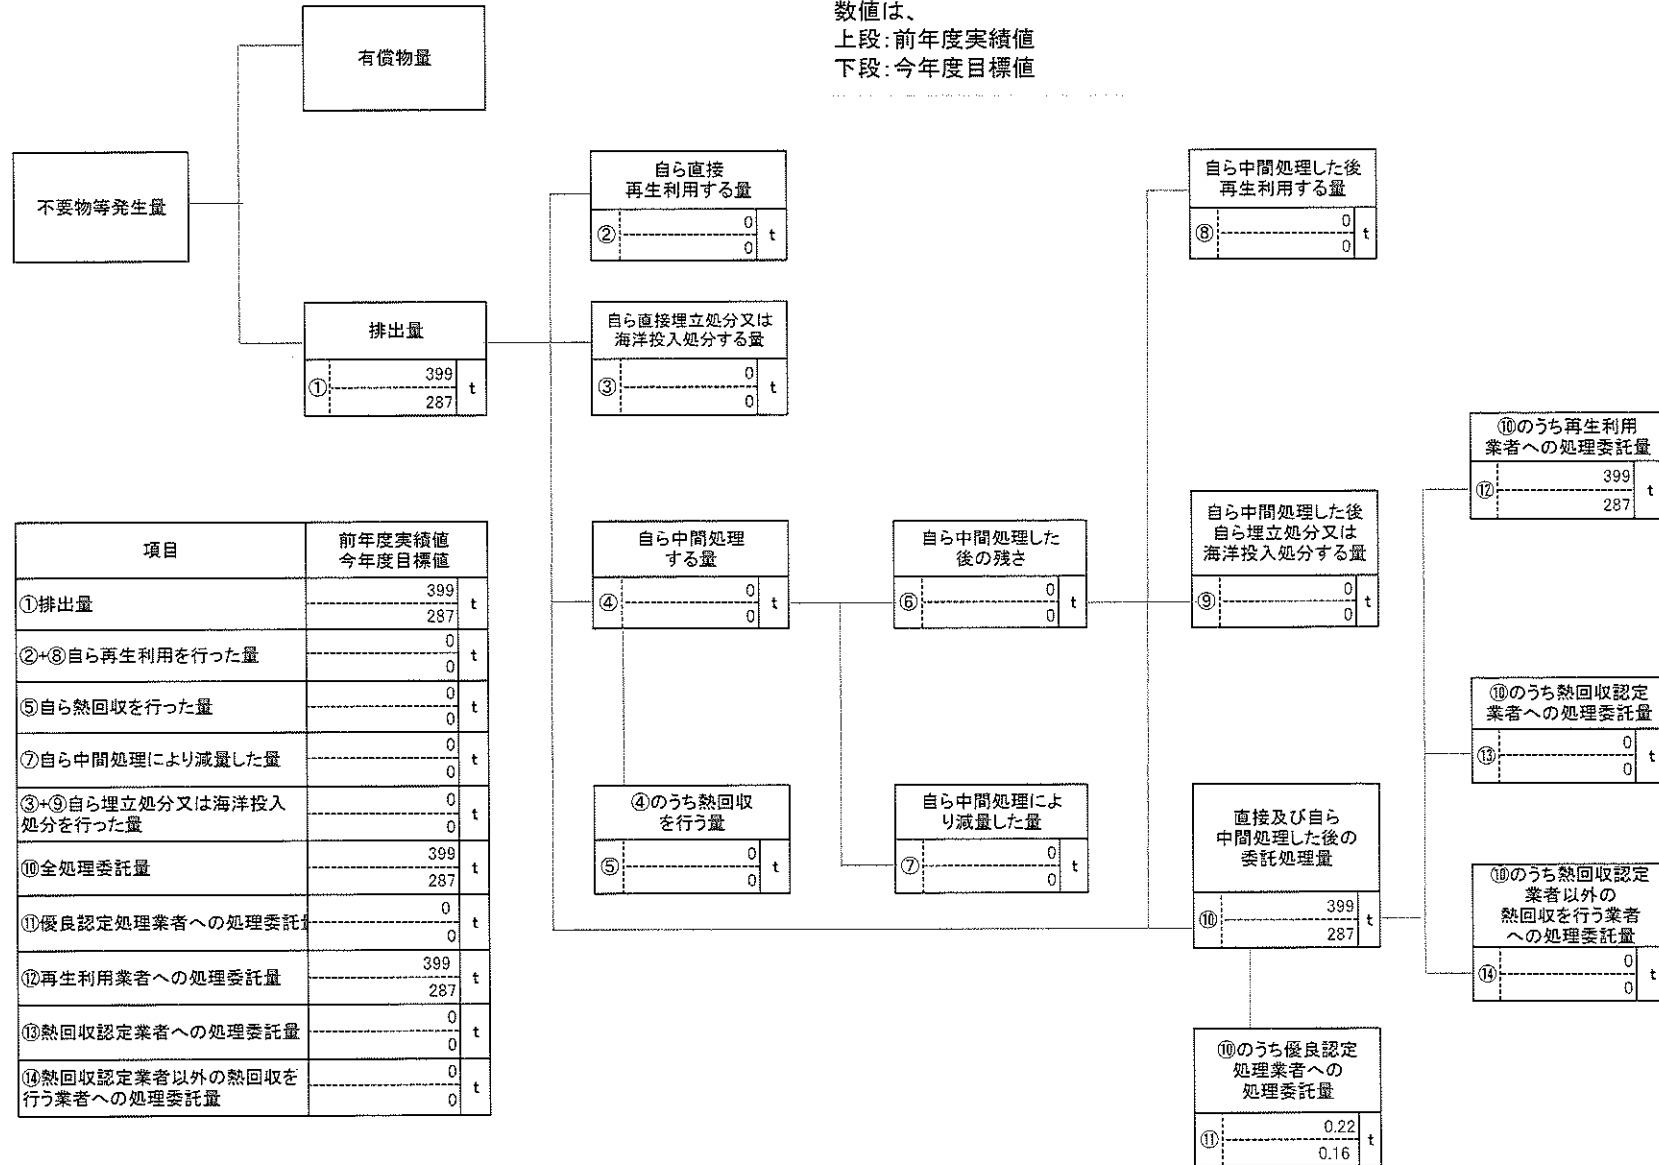 数値は、
上段:前年度実績値
下段:今年度目標値
有償物量
不要物等発生量
排出量
①
399
287
t
自ら直接
再生利用する量
②
0
0
t
自ら直接埋立処分又は
海洋投入処分する量
③
0
0
t
自ら中間処理
する量
④
0
0
t
④のうち熱回収
を行う量
⑤
0
0
t
自ら中間処理した
後の残さ
⑥
0
0
t
自ら中間処理によ
り減量した量
⑦
0
0
t
自ら中間処理した後
再生利用する量
⑧
0
0
t
自ら中間処理した後
自ら埋立処分又は
海洋投入処分する量
⑨
0
0
t
直接及び自ら
中間処理した後の
委託処理量
⑩
399
287
t
⑩のうち優良認定
処理業者への
処理委託量
⑪
0.22
0.16
t
⑩のうち再生利用
業者への処理委託量
⑫
399
287
t
⑩のうち熱回収認定
業者への処理委託量
⑬
0
0
t
⑩のうち熱回収認定
業者以外の
熱回収を行う業者
への処理委託量
⑭
0
0
t
項目
前年度実績値
今年度目標値
①排出量
399
287
t
②+⑧自ら再生利用を行った量
0
0
t
⑤自ら熱回収を行った量
0
0
t
⑦自ら中間処理により減量した量
0
0
t
③+⑨自ら埋立処分又は海洋投入
処分を行った量
0
0
t
⑩全処理委託量
399
287
t
⑪優良認定処理業者への処理委託
0
0
t
⑫再生利用業者への処理委託量
399
287
t
⑬熱回収認定業者への処理委託量
0
0
t
⑭熱回収認定業者以外の熱回収を
行う業者への処理委託量
0
0
t